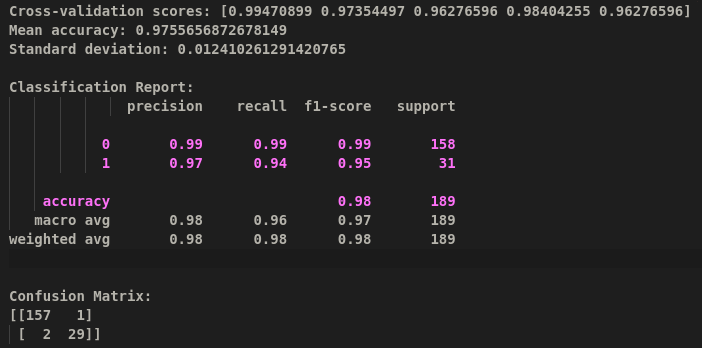 Cross-validation scores: [0.99470899 0.97354497 0.96276596 0.98404255 0.96276596]
Mean accuracy: 0.9755656872678149
Standard deviation: 0.012410261291420765
Classification Report:
precision recall f1-score support
0 0.99 0.99 0.99 158
1 0.97 0.94 0.95 31
accuracy 0.98 189
macro avg 0.98 0.96 0.97 189
weighted avg 0.98 0.98 0.98 189
Confusion Matrix:
[[157 1]
[ 2 29]]